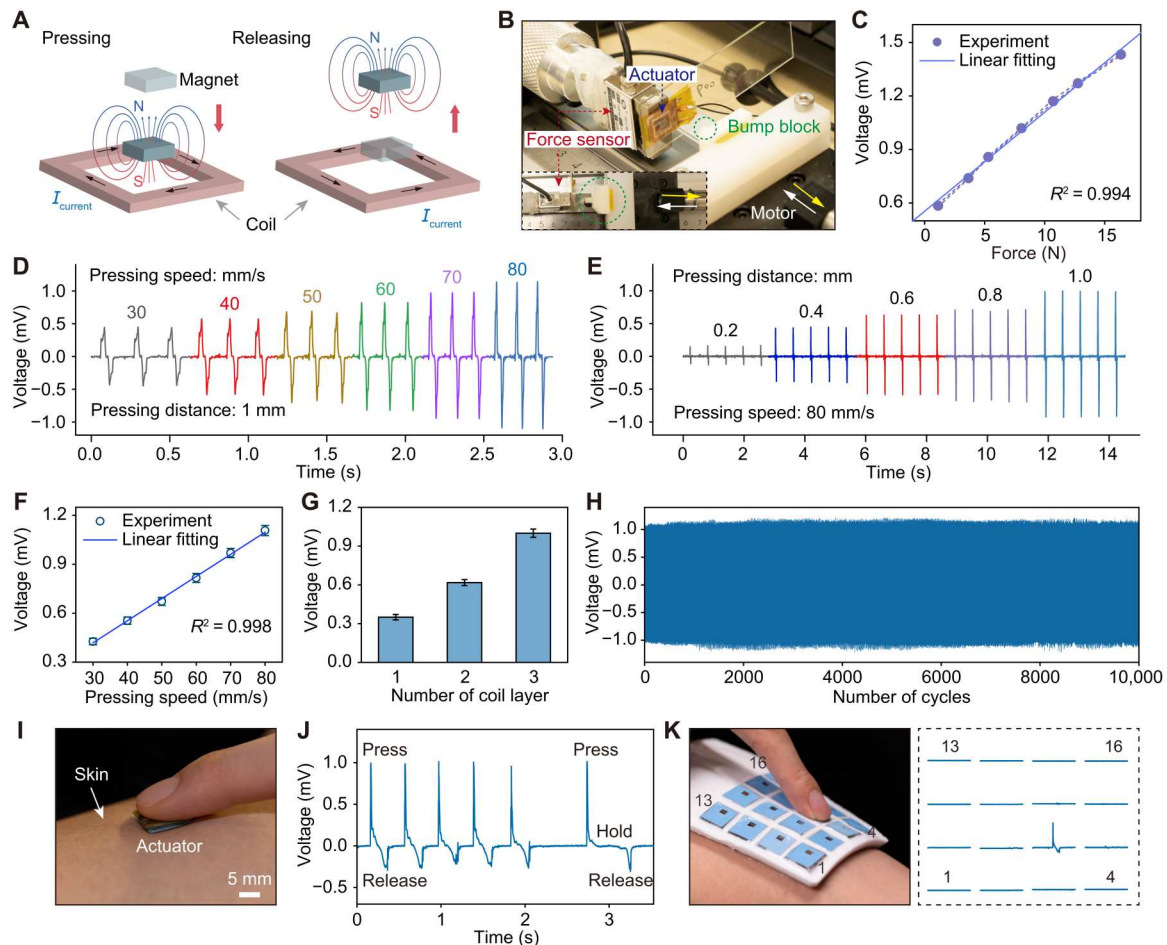 A
Pressing
Releasing
N
Magnet
S
I current
Coil
N
S
I current
B
Actuator
Bump block
Force sensor
Motor
C
Voltage (mV)
1.5
1.2
0.9
0.6
Experiment
Linear fitting
R² = 0.994
0 5 10 15
Force (N)
D
Voltage (mV)
1.0
0.5
0.0
−0.5
−1.0
Pressing speed: mm/s
30 40 50 60 70 80
Pressing distance: 1 mm
0.0 0.5 1.0 1.5 2.0 2.5 3.0
Time (s)
E
Voltage (mV)
1.0
0.5
0.0
−0.5
−1.0
Pressing distance: mm
0.2 0.4 0.6 0.8 1.0
Pressing speed: 80 mm/s
0 2 4 6 8 10 12 14
Time (s)
F
Voltage (mV)
1.2
0.9
0.6
0.3
Experiment
Linear fitting
R² = 0.998
30 40 50 60 70 80
Pressing speed (mm/s)
G
Voltage (mV)
1.2
0.9
0.6
0.3
0.0
1 2 3
Number of coil layer
H
Voltage (mV)
1.0
0.5
0.0
−0.5
−1.0
0 2000 4000 6000 8000 10,000
Number of cycles
I
Skin
Actuator
5 mm
J
Voltage (mV)
1.0
0.5
0.0
−0.5
Press
Press
Hold
Release
Release
0 1 2 3
Time (s)
K
16
13
4
1
13 16
1 4